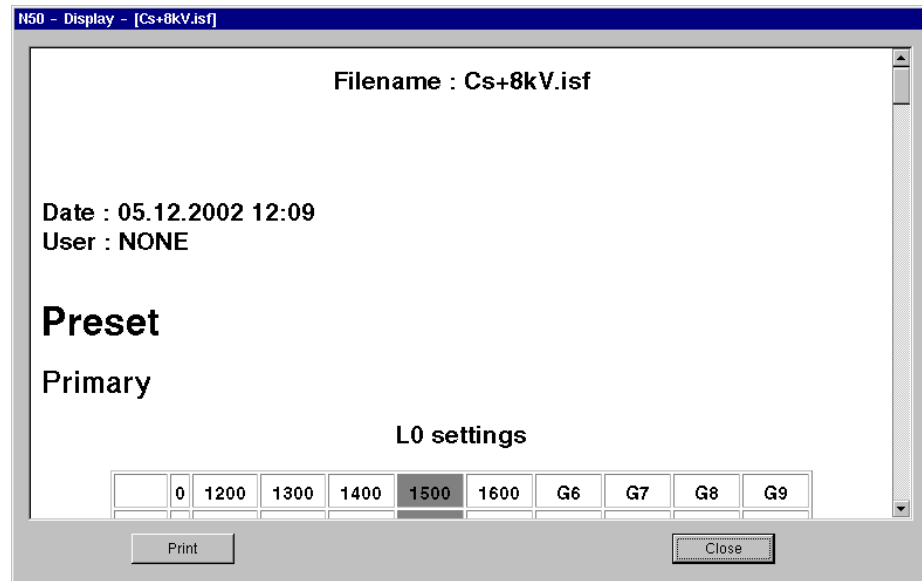 N50 - Display - [Cs+8kV.isf]
Filename : Cs+8kV.isf
Date : 05.12.2002 12:09
User : NONE
Preset
Primary
L0 settings
0 1200 1300 1400 1500 1600 G6 G7 G8 G9
Print Close